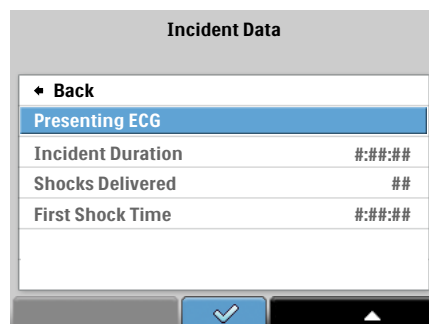 Incident Data
Back
Presenting ECG
Incident Duration #:##:##
Shocks Delivered ##
First Shock Time #:##:##